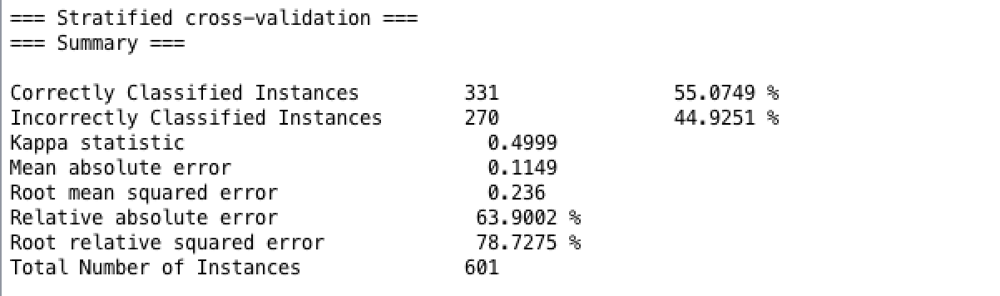 === Stratified cross-validation ===
=== Summary ===

Correctly Classified Instances         331               55.0749 %
Incorrectly Classified Instances       270               44.9251 %
Kappa statistic                          0.4999
Mean absolute error                      0.1149
Root mean squared error                  0.236
Relative absolute error                 63.9002 %
Root relative squared error             78.7275 %
Total Number of Instances              601